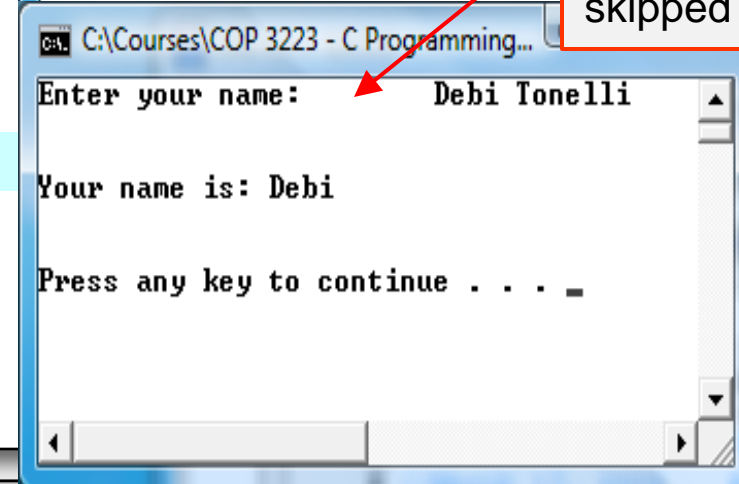 skipped
C:\Courses\COP 3223 - C Programming...
Enter your name:        Debi Tonelli
Your name is: Debi
Press any key to continue . . . _